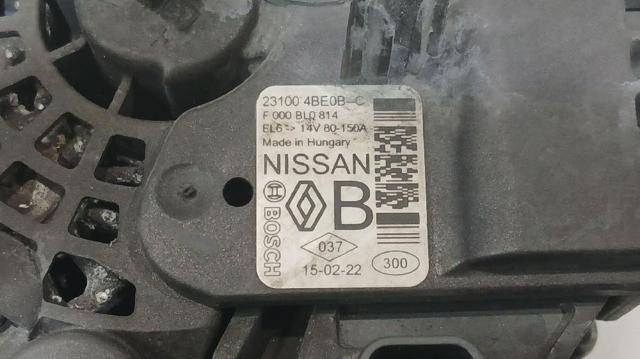 23100 4BE0B--C
F 000 BL0 814
EL6 -> 14V 80-150A
Made in Hungary
NISSAN
BOSCH
B
037
15-02-22
300